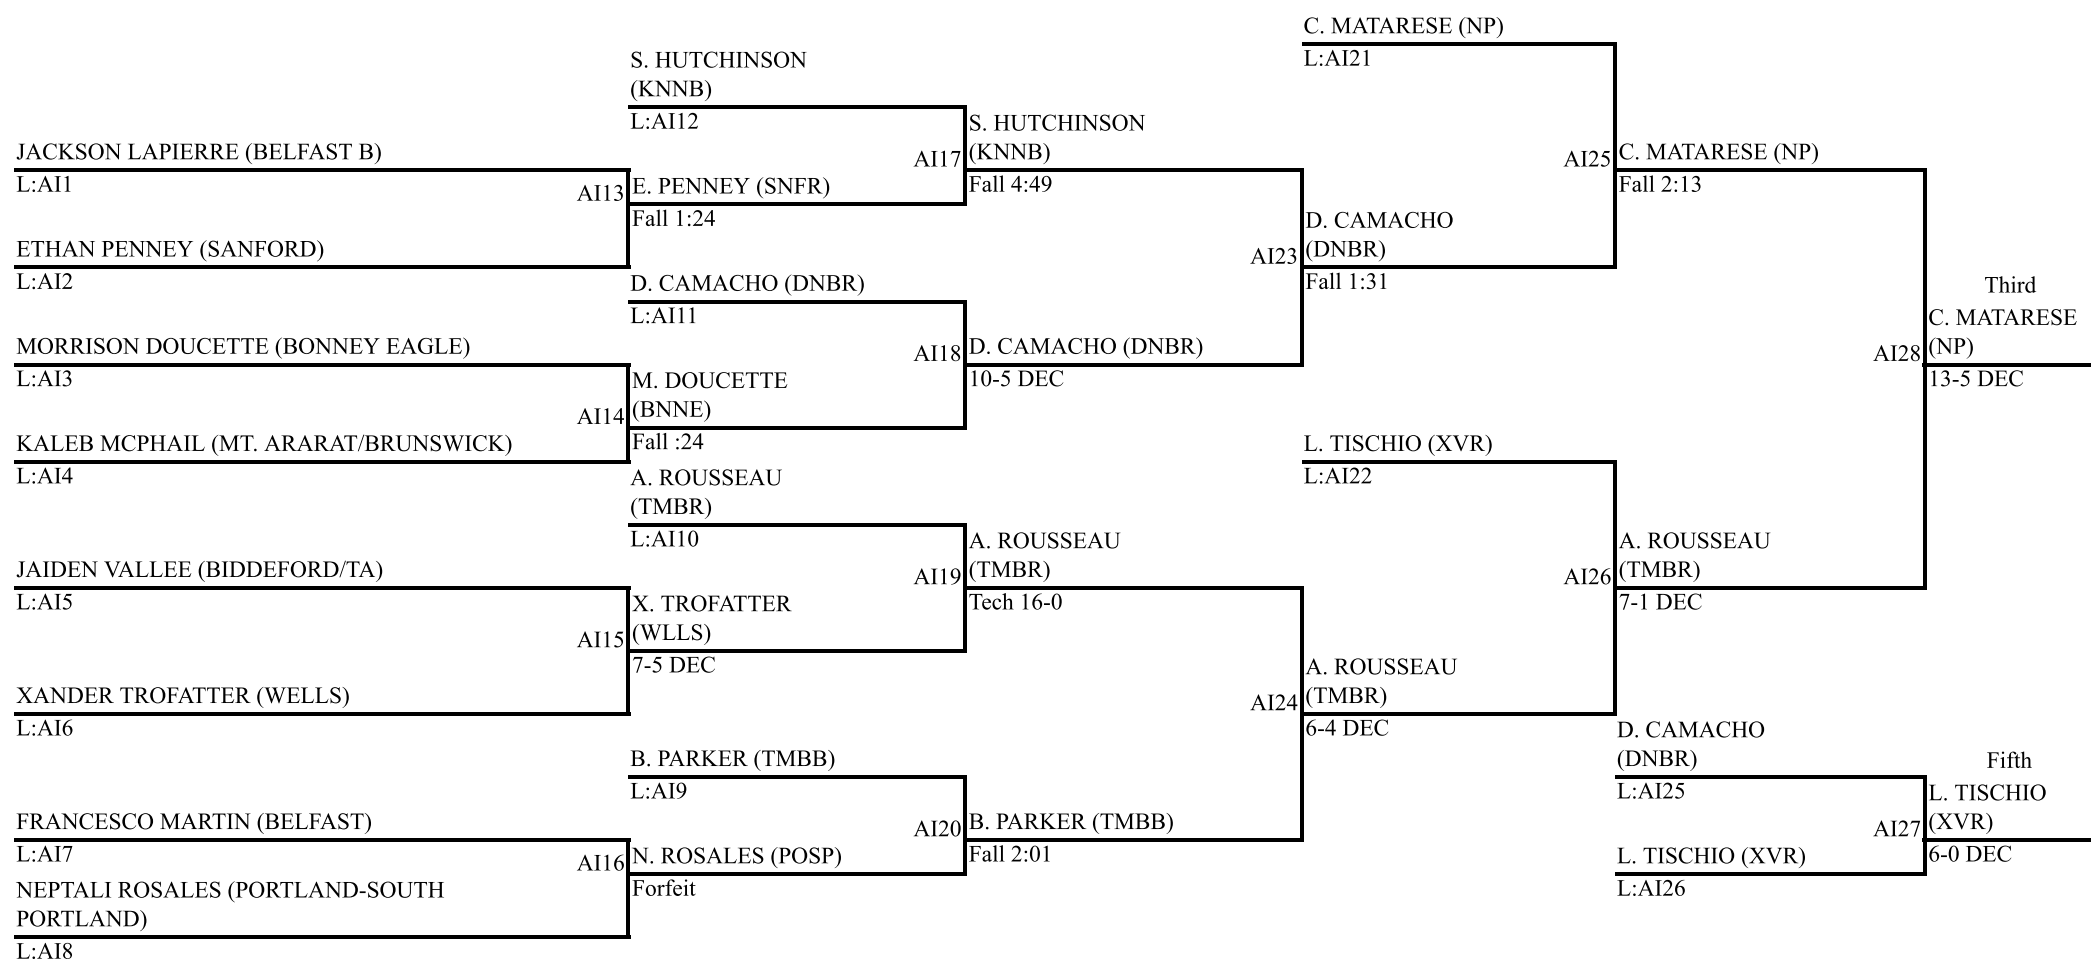 C. MATARESE (NP)
L:AI21
S. HUTCHINSON
(KNNB)
L:AI12
S. HUTCHINSON
(KNNB)
AI17
Fall 4:49
JACKSON LAPIERRE (BELFAST B)
L:AI1
AI13
E. PENNEY (SNFR)
Fall 1:24
AI25
C. MATARESE (NP)
Fall 2:13
ETHAN PENNEY (SANFORD)
L:AI2
D. CAMACHO
(DNBR)
AI23
Fall 1:31
D. CAMACHO (DNBR)
L:AI11
Third
C. MATARESE
(NP)
AI28
13-5 DEC
MORRISON DOUCETTE (BONNEY EAGLE)
L:AI3
AI18
D. CAMACHO (DNBR)
10-5 DEC
M. DOUCETTE
(BNNE)
AI14
Fall :24
KALEB MCPHAIL (MT. ARARAT/BRUNSWICK)
L:AI4
L. TISCHIO (XVR)
L:AI22
A. ROUSSEAU
(TMBR)
L:AI10
A. ROUSSEAU
(TMBR)
AI19
Tech 16-0
A. ROUSSEAU
(TMBR)
AI26
7-1 DEC
JAIDEN VALLEE (BIDDEFORD/TA)
L:AI5
X. TROFATTER
(WLLS)
AI15
7-5 DEC
XANDER TROFATTER (WELLS)
L:AI6
A. ROUSSEAU
(TMBR)
AI24
6-4 DEC
D. CAMACHO
(DNBR)
L:AI25
B. PARKER (TMBB)
L:AI9
Fifth
L. TISCHIO
(XVR)
AI27
6-0 DEC
FRANCESCO MARTIN (BELFAST)
L:AI7
AI20
B. PARKER (TMBB)
Fall 2:01
AI16
N. ROSALES (POSP)
Forfeit
L. TISCHIO (XVR)
L:AI26
NEPTALI ROSALES (PORTLAND-SOUTH
PORTLAND)
L:AI8